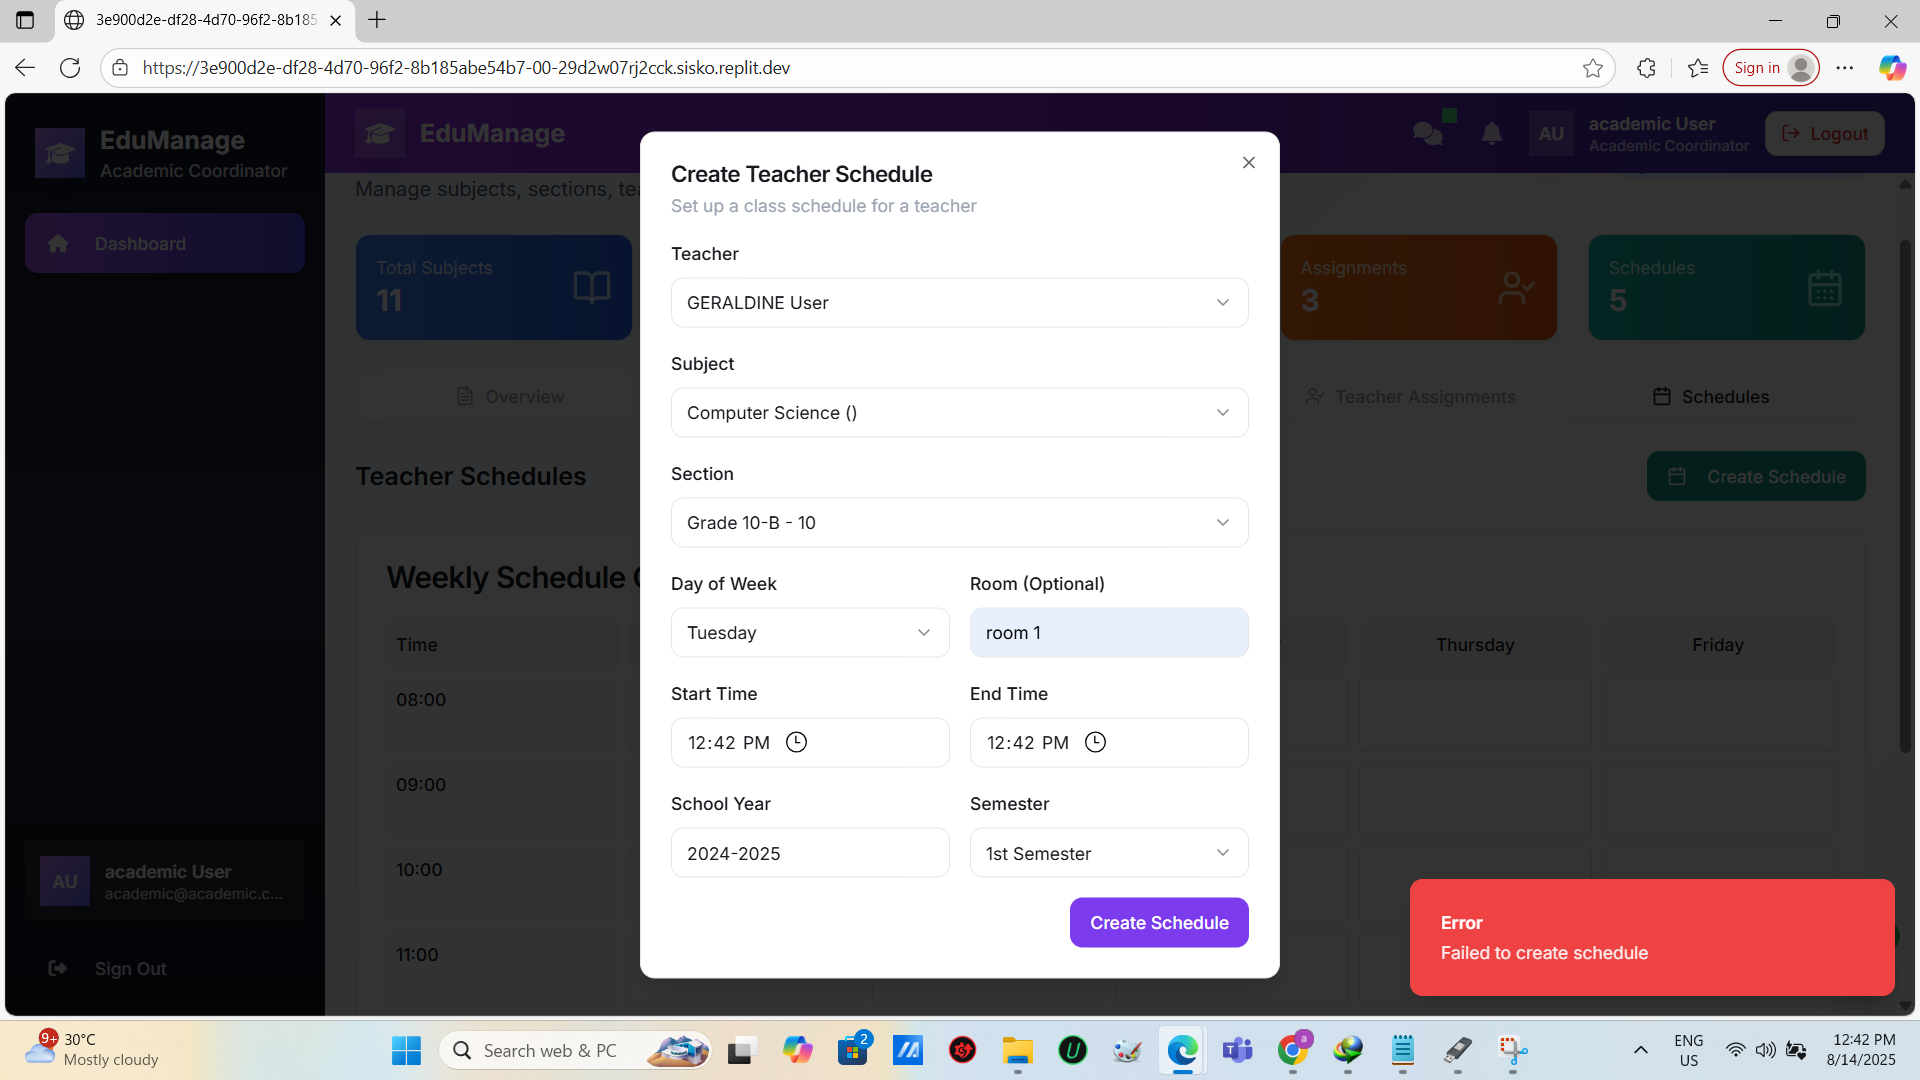 3e900d2e-df28-4d70-96f2-8b185
https://3e900d2e-df28-4d70-96f2-8b185abe54b7-00-29d2w07rj2cck.sisko.replit.dev
Sign in
EduManage
Academic Coordinator
Dashboard
EduManage
AU
academic User
Academic Coordinator
Logout
Manage subjects, sections, tea
Total Subjects
11
Assignments
3
Schedules
5
Overview
Teacher Assignments
Schedules
Teacher Schedules
Create Schedule
Weekly Schedule
Time
Thursday
Friday
08:00
09:00
10:00
11:00
Create Teacher Schedule
Set up a class schedule for a teacher
Teacher
GERALDINE User
Subject
Computer Science ()
Section
Grade 10-B - 10
Day of Week
Room (Optional)
Tuesday
room 1
Start Time
End Time
12:42 PM
12:42 PM
School Year
Semester
2024-2025
1st Semester
Create Schedule
Error
Failed to create schedule
AU
academic User
academic@academic.c...
Sign Out
9+
30°C
Mostly cloudy
Search web & PC
2
a
ENG
US
12:42 PM
8/14/2025